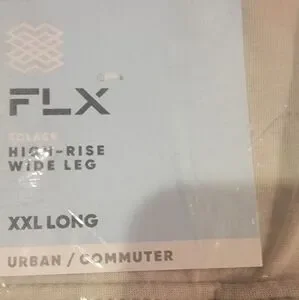 FLX
HIGH-RISE
WIDE LEG
XXL LONG
URBAN / COMMUTER